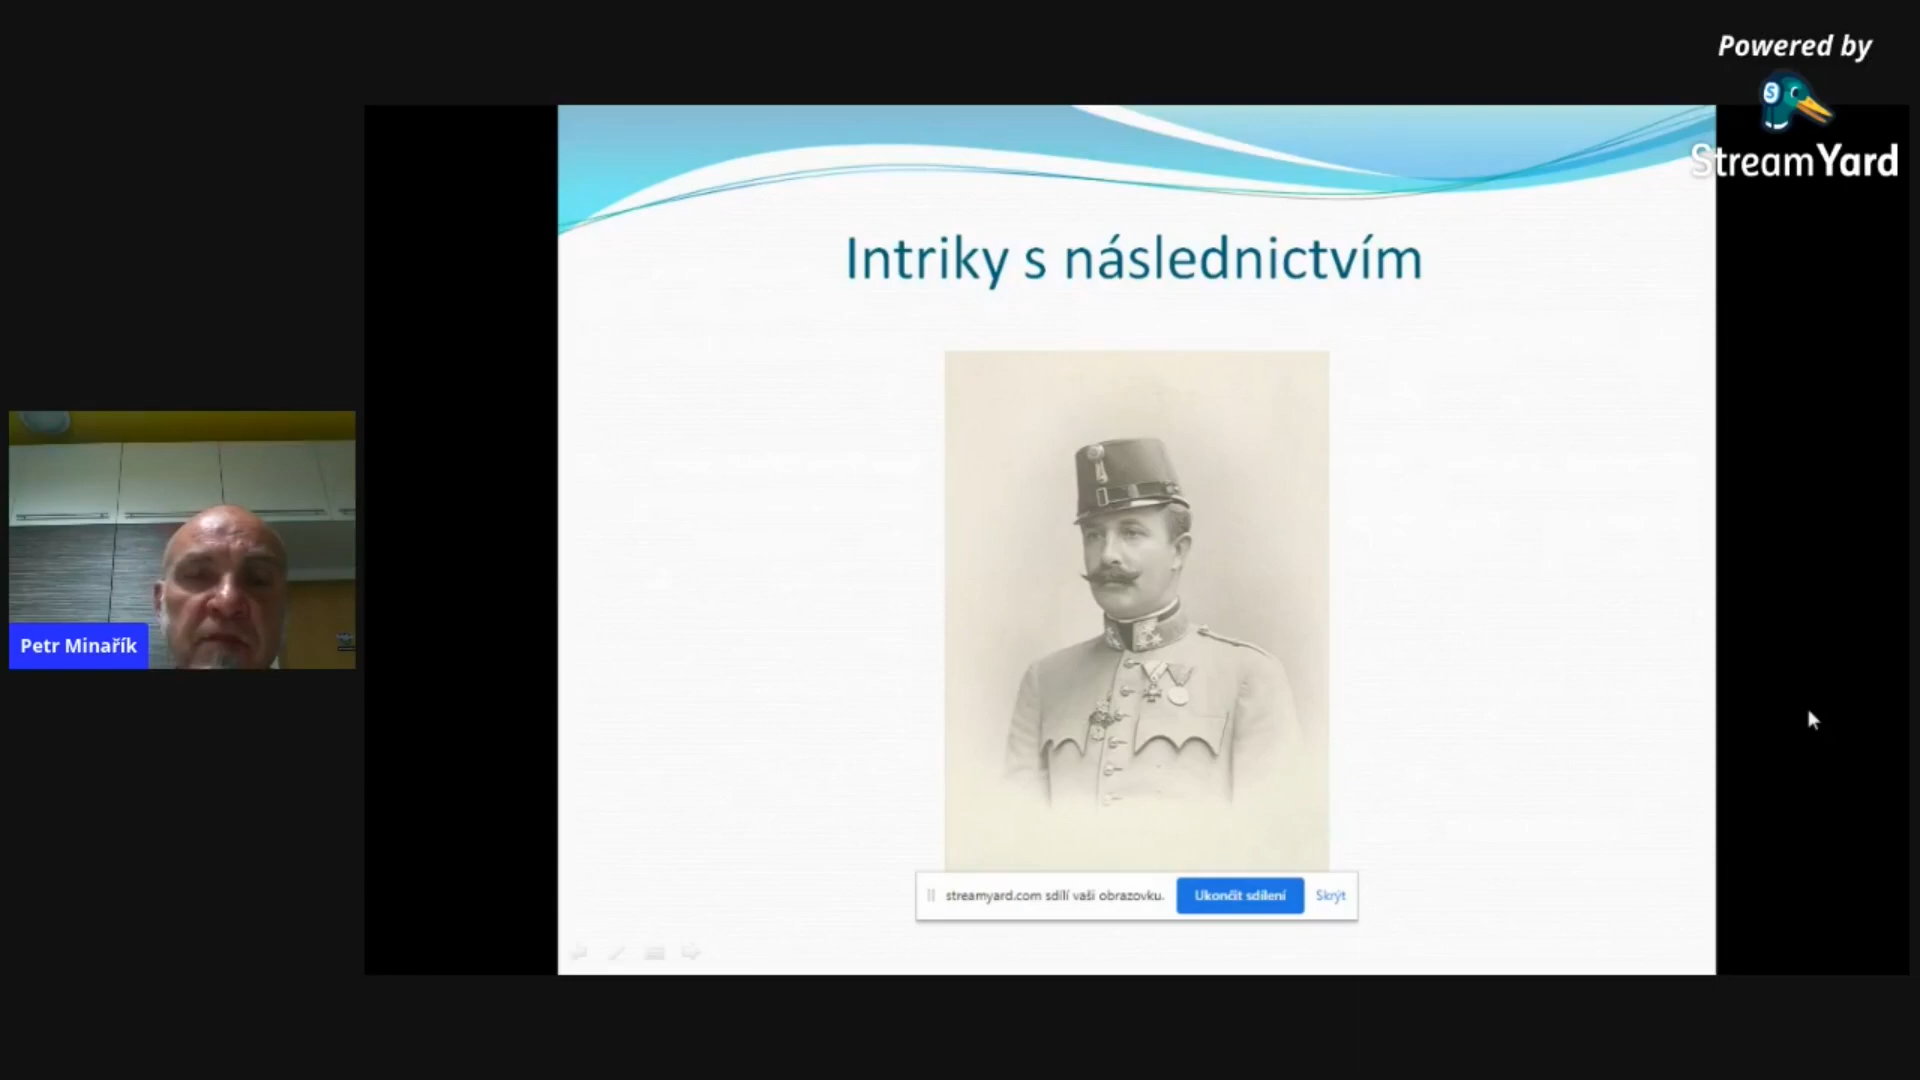 Powered by
StreamYard
Intriky s následnictvím
Petr Minařík
streamyard.com sdílí vaši obrazovku.
Ukončit sdílení
Skrýt